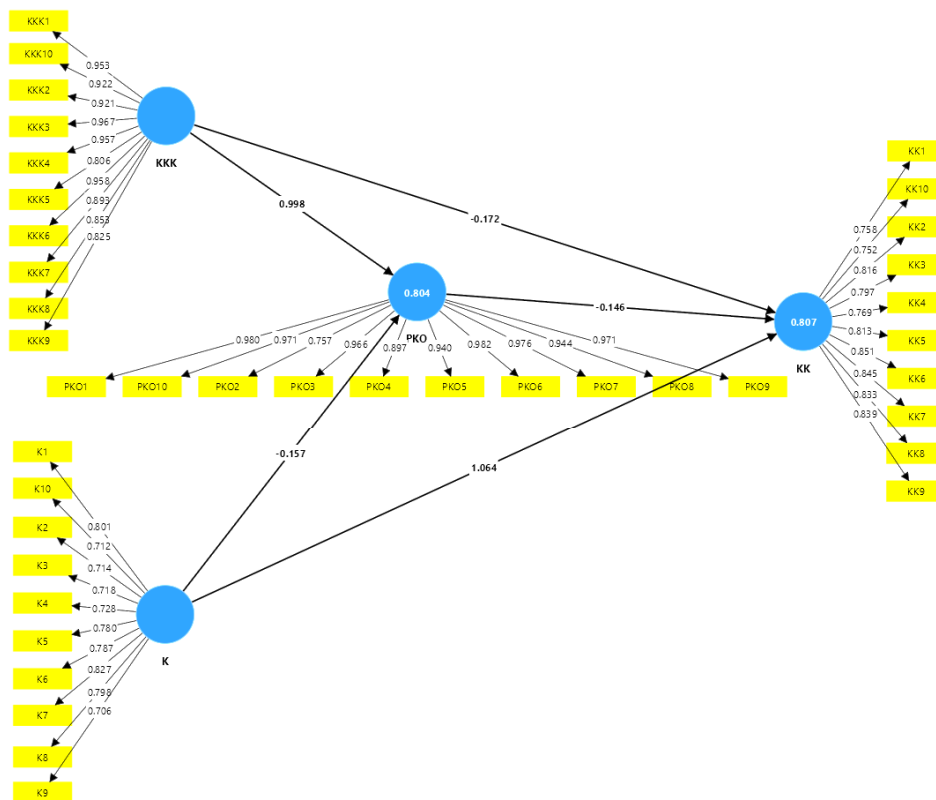 KKK1
KKK10
KKK2
KKK3
KKK4
KKK5
KKK6
KKK7
KKK8
KKK9
0.953
0.922
0.921
0.967
0.957
0.806
0.958
0.893
0.853
0.825
KKK
0.998
-0.172
0.804
PKO
-0.146
0.980
0.971
0.757
0.966
0.897
0.940
0.982
0.976
0.944
0.971
PKO1
PKO10
PKO2
PKO3
PKO4
PKO5
PKO6
PKO7
PKO8
PKO9
KK1
KK10
KK2
KK3
KK4
KK5
KK6
KK7
KK8
KK9
0.758
0.752
0.816
0.797
0.769
0.813
0.851
0.845
0.833
0.839
0.807
KK
-0.157
1.064
K1
K10
K2
K3
K4
K5
K6
K7
K8
K9
0.801
0.712
0.714
0.718
0.728
0.780
0.787
0.827
0.798
0.706
K